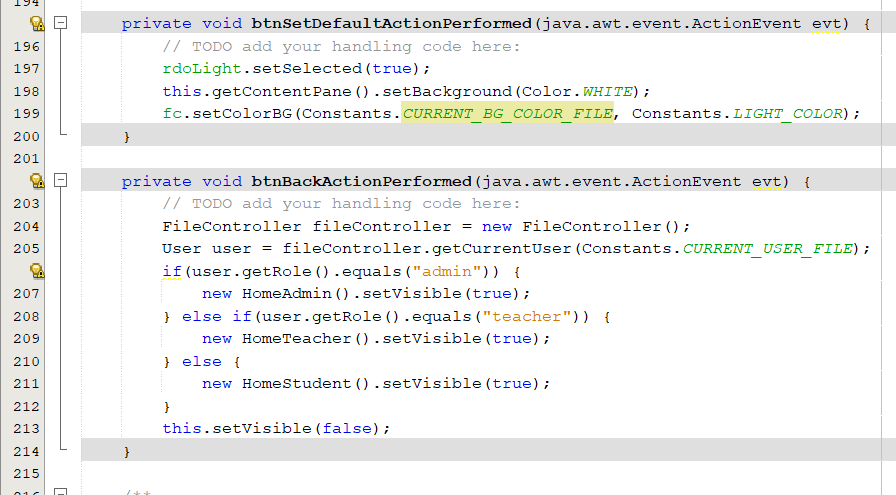 194
private void btnSetDefaultActionPerformed(java.awt.event.ActionEvent evt) {
196 // TODO add your handling code here:
197 rdoLight.setSelected(true);
198 this.getContentPane().setBackground(Color.WHITE);
199 fc.setColorBG(Constants.CURRENT_BG_COLOR_FILE, Constants.LIGHT_COLOR);
200 }
201
private void btnBackActionPerformed(java.awt.event.ActionEvent evt) {
203 // TODO add your handling code here:
204 FileController fileController = new FileController();
205 User user = fileController.getCurrentUser(Constants.CURRENT_USER_FILE);
if(user.getRole().equals("admin")) {
207 new HomeAdmin().setVisible(true);
208 } else if(user.getRole().equals("teacher")) {
209 new HomeTeacher().setVisible(true);
210 } else {
211 new HomeStudent().setVisible(true);
212 }
213 this.setVisible(false);
214 }
215
216 /**